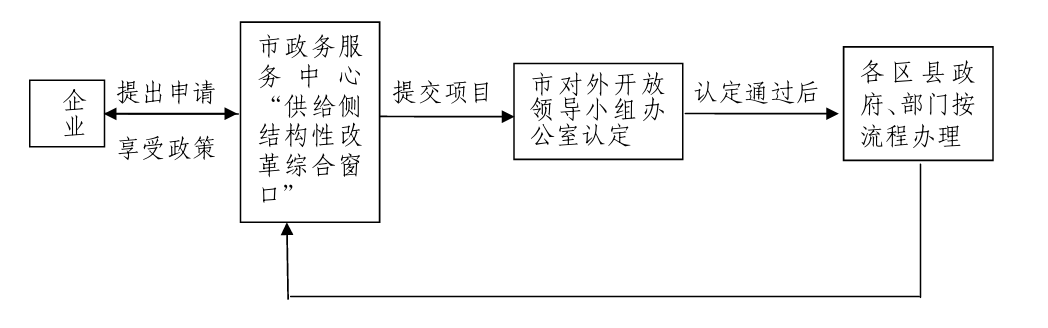 企
业
提出申请
享受政策
市政务服
务中心
“供给侧
结构性改
革综合窗
口”
提交项目
市对外开放
领导小组办
公室认定
认定通过后
各区县政
府、部门按
流程办理